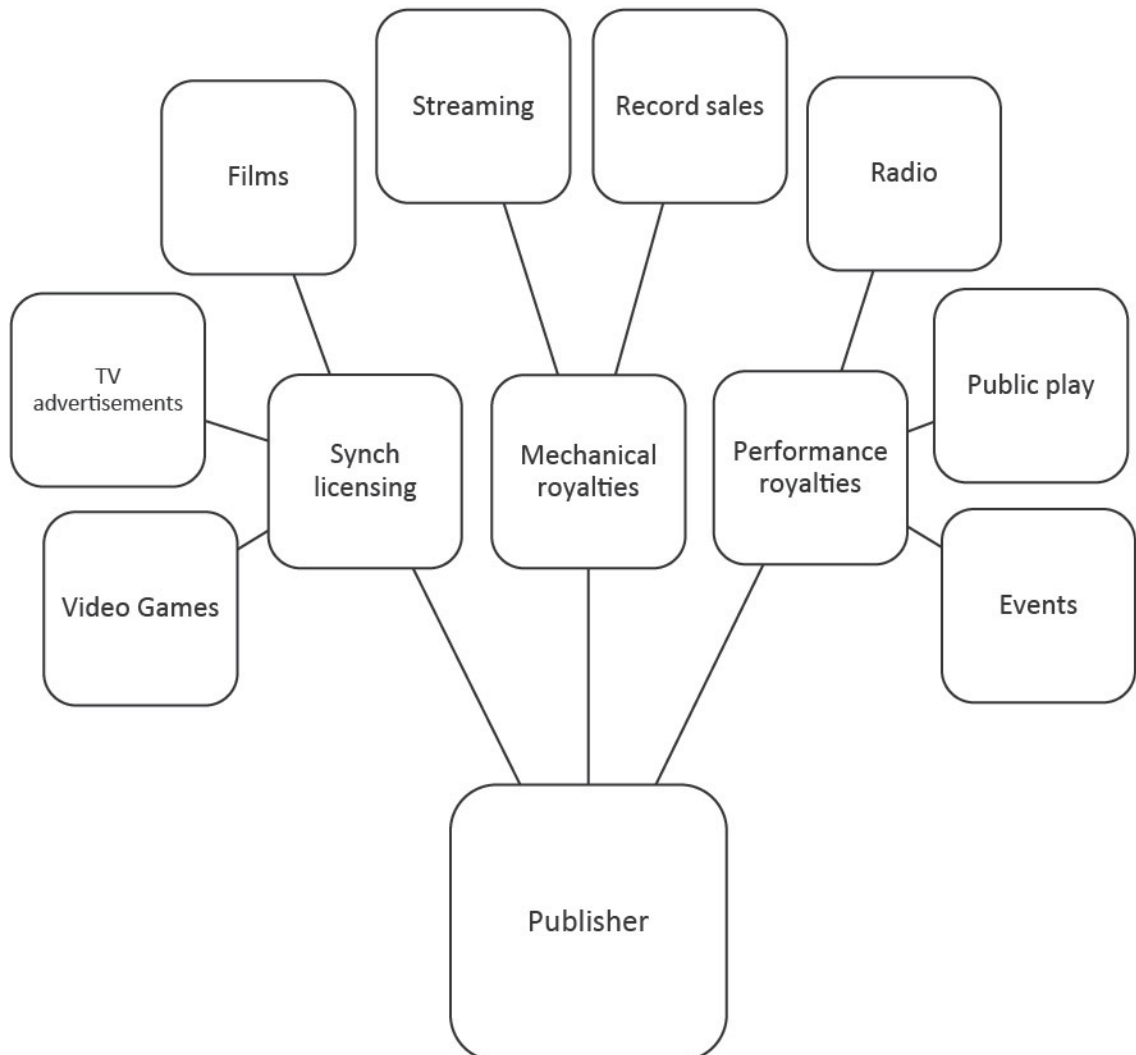 Streaming
Record sales
Films
Radio
TV
advertisements
Public play
Synch
licensing
Mechanical
royalties
Performance
royalties
Video Games
Events
Publisher